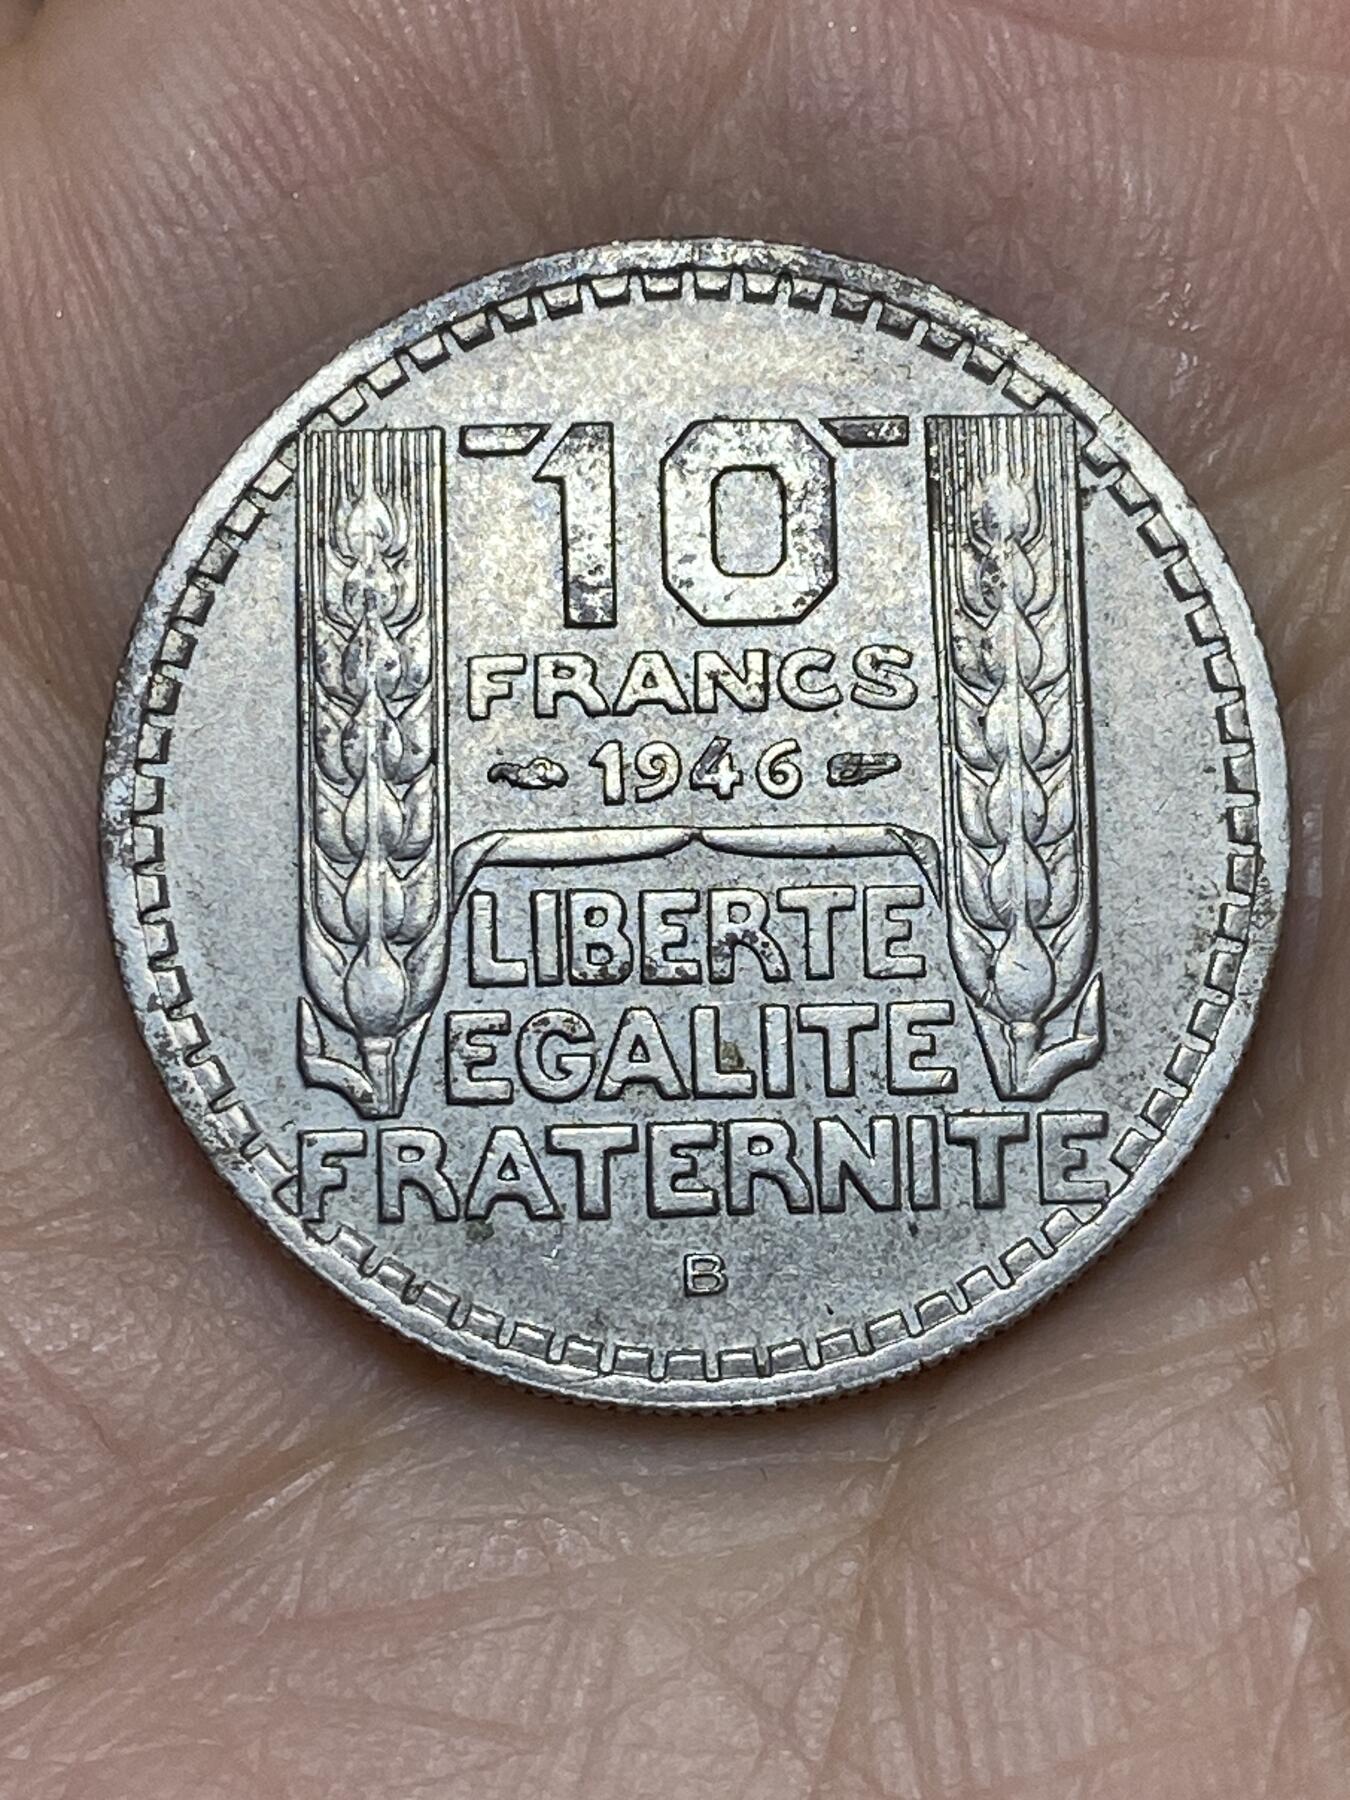 10
FRANCS
1946
LIBERTE
EGALITE
FRATERNITE
B